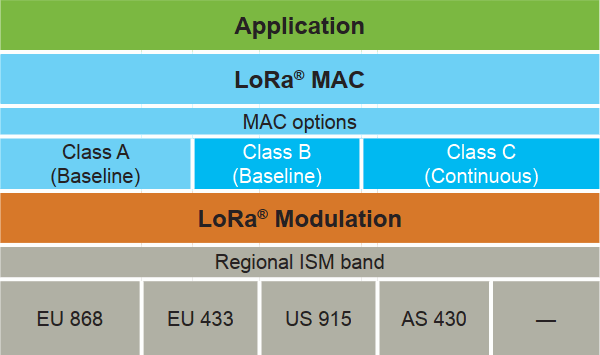 Application
LoRa® MAC
MAC options
Class A
(Baseline)
Class B
(Baseline)
Class C
(Continuous)
LoRa® Modulation
Regional ISM band
EU 868
EU 433
US 915
AS 430
—